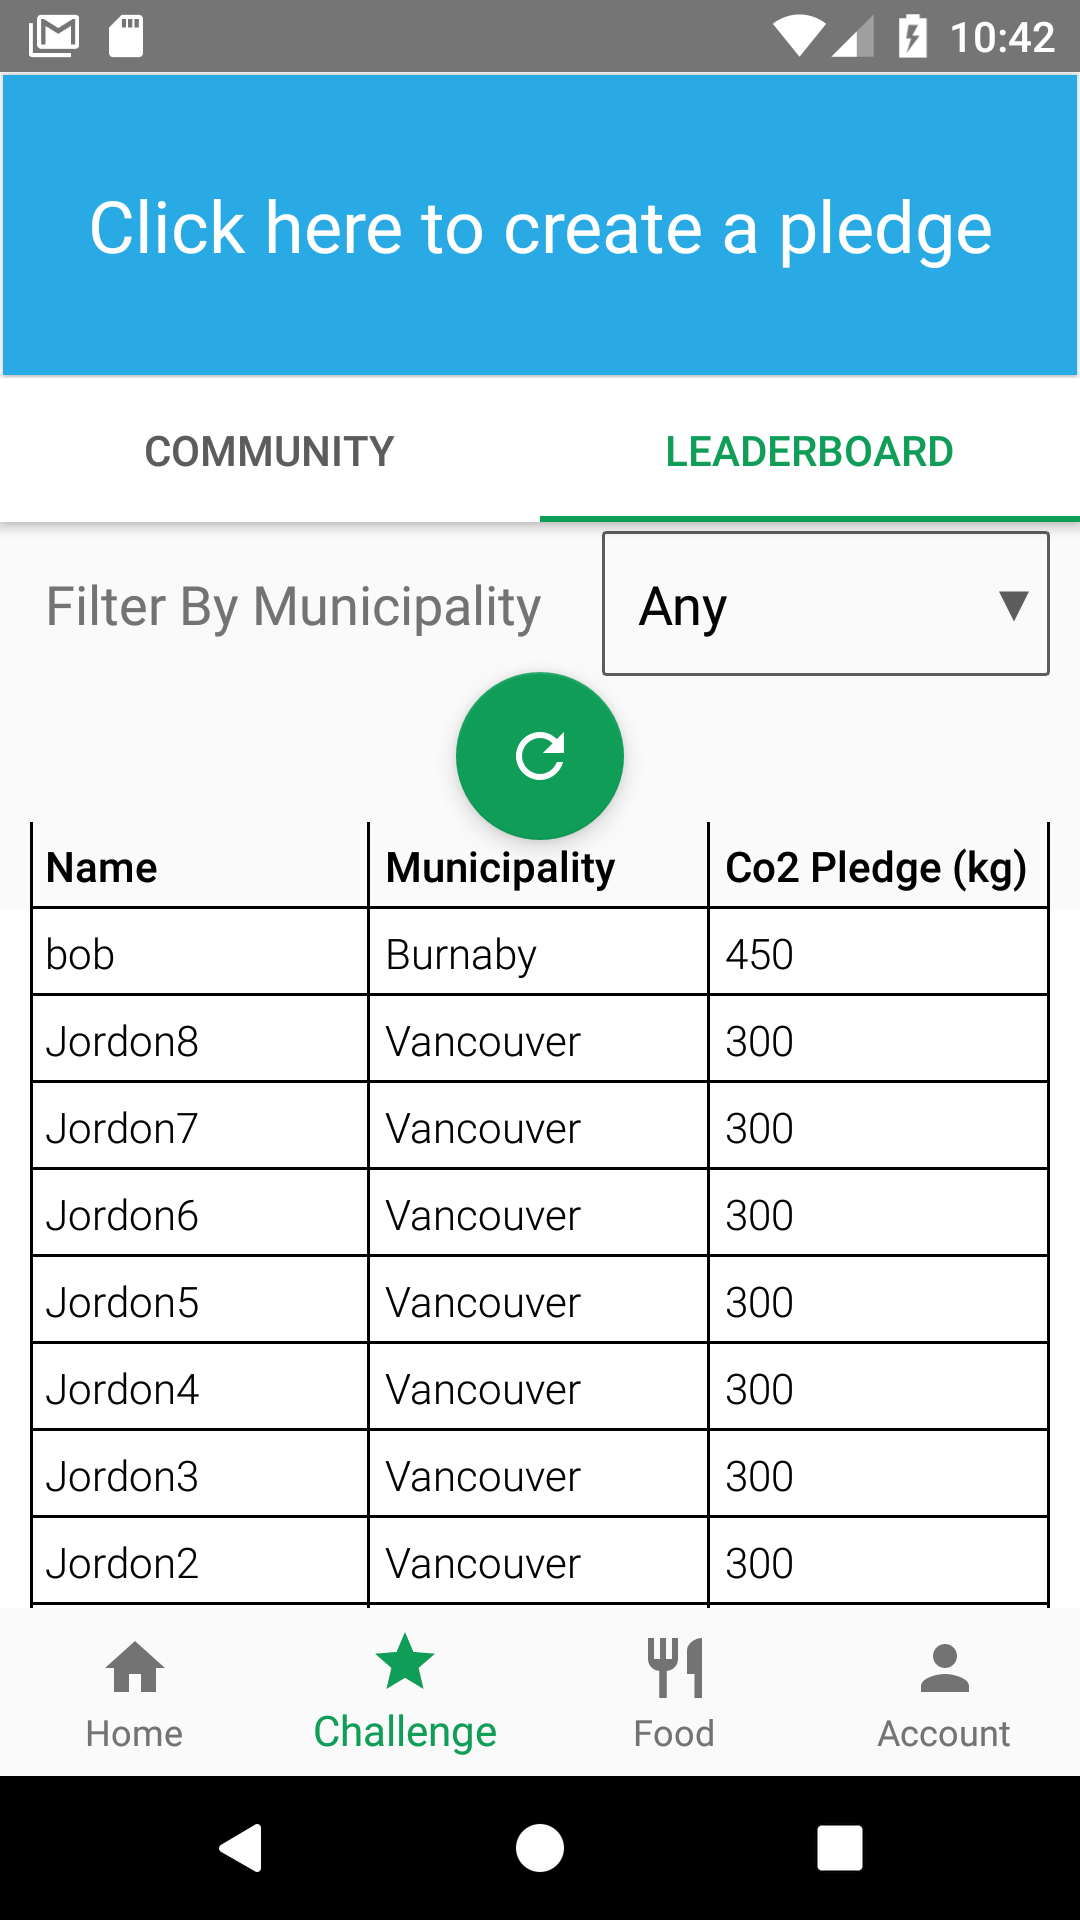 10:42
Click here to create a pledge
COMMUNITY LEADERBOARD
Filter By Municipality Any
Name Municipality Co2 Pledge (kg)
bob Burnaby 450
Jordon8 Vancouver 300
Jordon7 Vancouver 300
Jordon6 Vancouver 300
Jordon5 Vancouver 300
Jordon4 Vancouver 300
Jordon3 Vancouver 300
Jordon2 Vancouver 300
Home Challenge Food Account